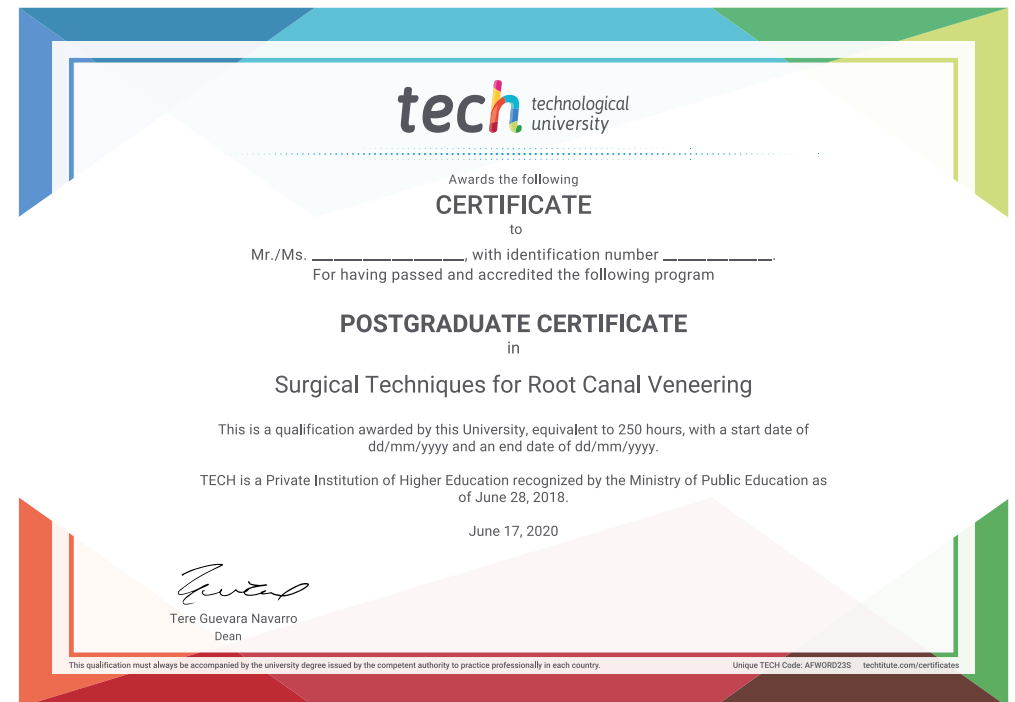 tech technological
university
Awards the following
CERTIFICATE
to
Mr./Ms. __________________, with identification number _____________.
For having passed and accredited the following program
POSTGRADUATE CERTIFICATE
in
Surgical Techniques for Root Canal Veneering
This is a qualification awarded by this University, equivalent to 250 hours, with a start date of
dd/mm/yyyy and an end date of dd/mm/yyyy.
TECH is a Private Institution of Higher Education recognized by the Ministry of Public Education as
of June 28, 2018.
June 17, 2020
Tere Guevara Navarro
Dean
This qualification must always be accompanied by the university degree issued by the competent authority to practice professionally in each country.
Unique TECH Code: AFWORD23S techtitute.com/certificates